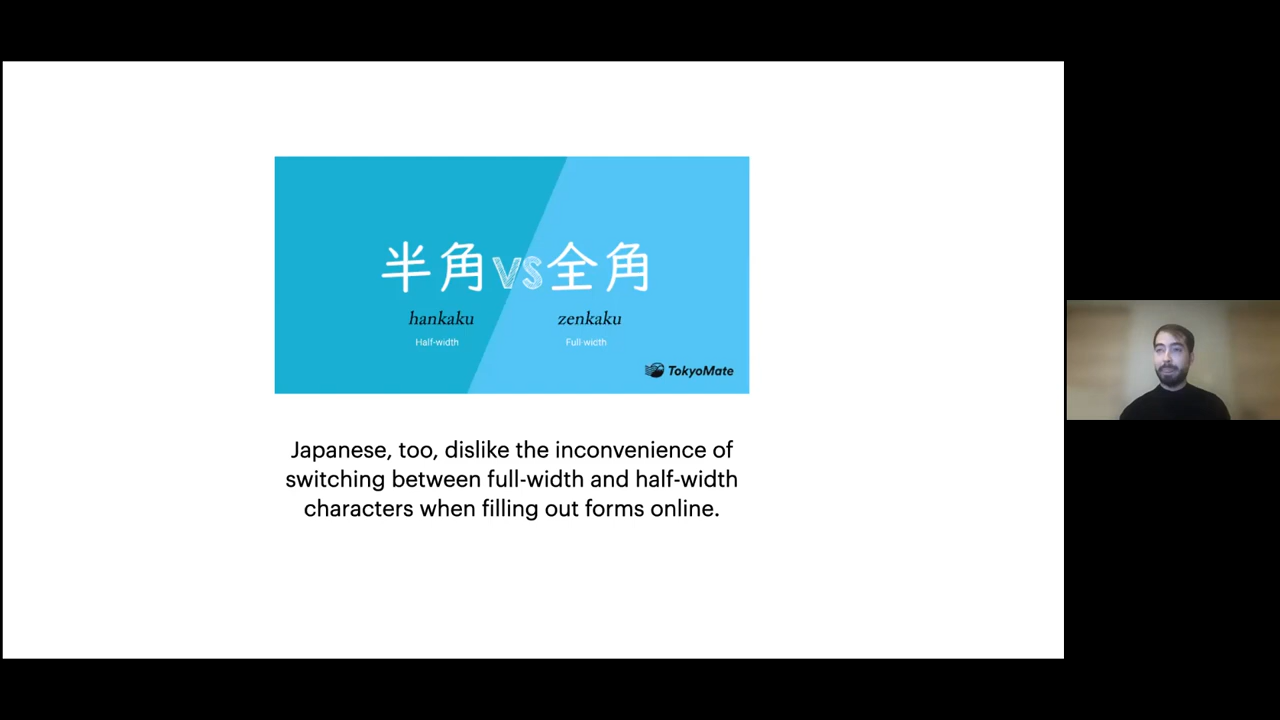 半角vs全角
hankaku zenkaku
Half-width Full-width
TokyoMate
Japanese, too, dislike the inconvenience of
switching between full-width and half-width
characters when filling out forms online.